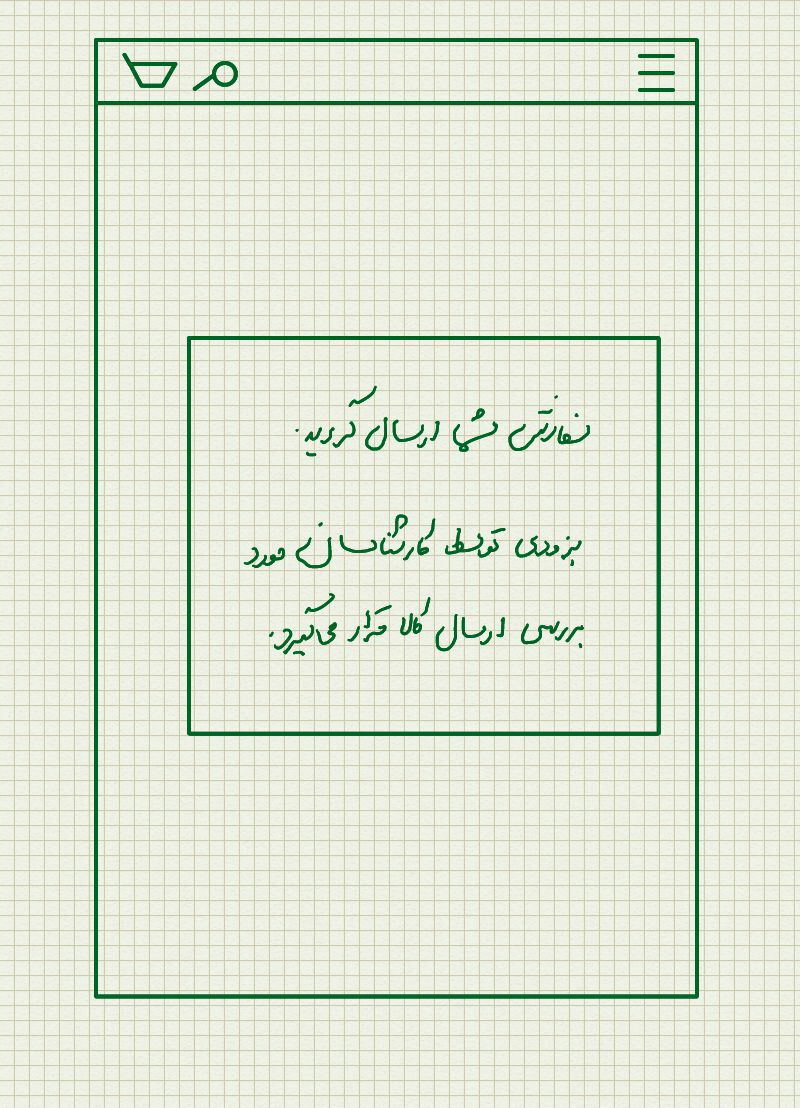 سفارش شما ارسال گردید.
بزودی توسط کارشناسان مورد
بررسی ارسال کالا قرار می‌گیرد.